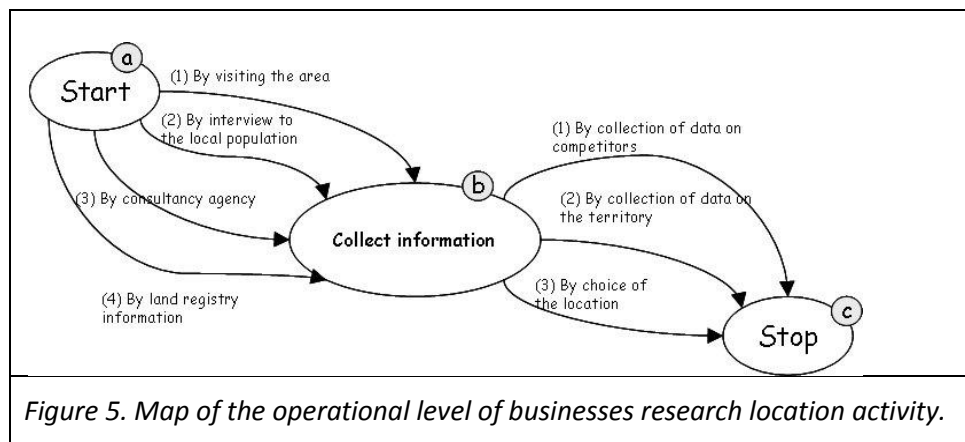 a
Start
(1) By visiting the area
(2) By interview to
the local population
(3) By consultancy agency
(4) By land registry
information
b
Collect information
(1) By collection of data on
competitors
(2) By collection of data on
the territory
(3) By choice of
the location
c
Stop
Figure 5. Map of the operational level of businesses research location activity.